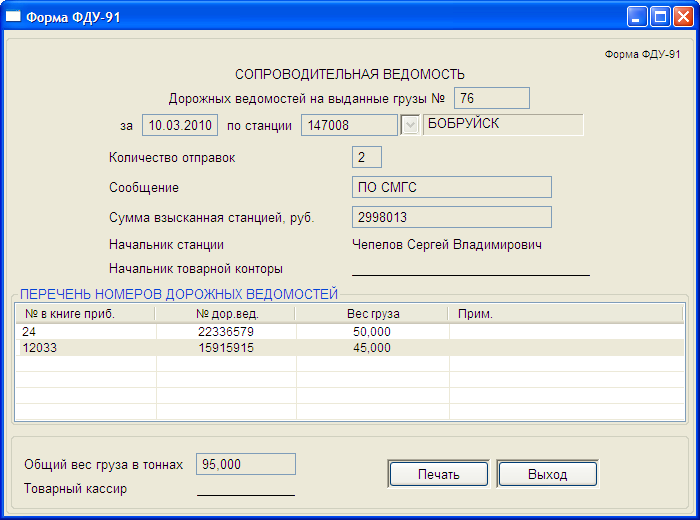 Форма ФДУ-91
Форма ФДУ-91
СОПРОВОДИТЕЛЬНАЯ ВЕДОМОСТЬ
Дорожных ведомостей на выданные грузы № 76
за 10.03.2010 по станции 147008 БОБРУЙСК
Количество отправок 2
Сообщение ПО СМГС
Сумма взысканная станцией, руб. 2998013
Начальник станции Чепелов Сергей Владимирович
Начальник товарной конторы
ПЕРЕЧЕНЬ НОМЕРОВ ДОРОЖНЫХ ВЕДОМОСТЕЙ
№ в книге приб. № дор.вед. Вес груза Прим.
24 22336579 50,000
12033 15915915 45,000
Общий вес груза в тоннах 95,000
Печать Выход
Товарный кассир